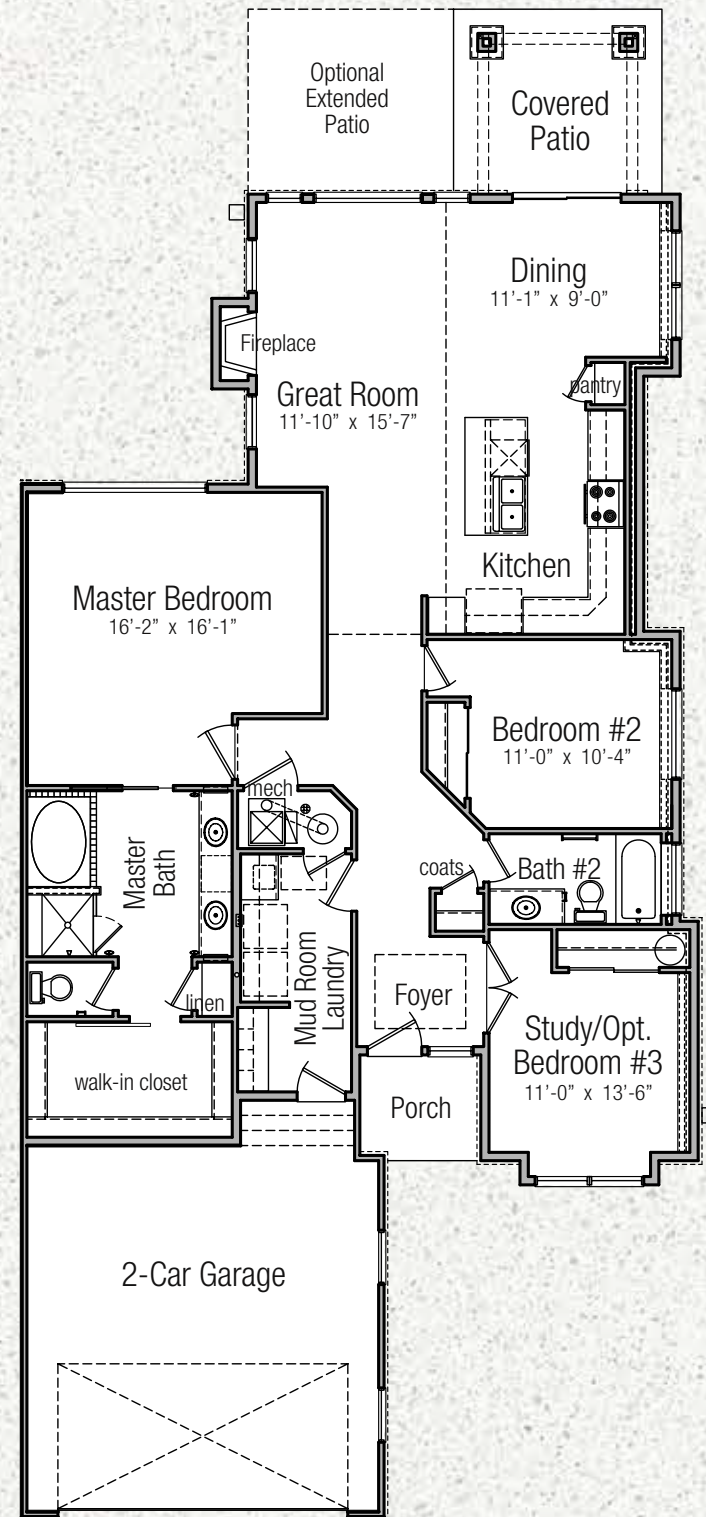 Optional
Extended
Patio
Covered
Patio
Dining
11’-1” x 9’-0”
Fireplace
pantry
Great Room
11’-10” x 15’-7”
Kitchen
Master Bedroom
16’-2” x 16’-1”
Bedroom #2
11’-0” x 10’-4”
mech
Master
Bath
coats
Bath #2
linen
Mud Room
Laundry
Foyer
Study/Opt.
Bedroom #3
11’-0” x 13’-6”
walk-in closet
Porch
2-Car Garage